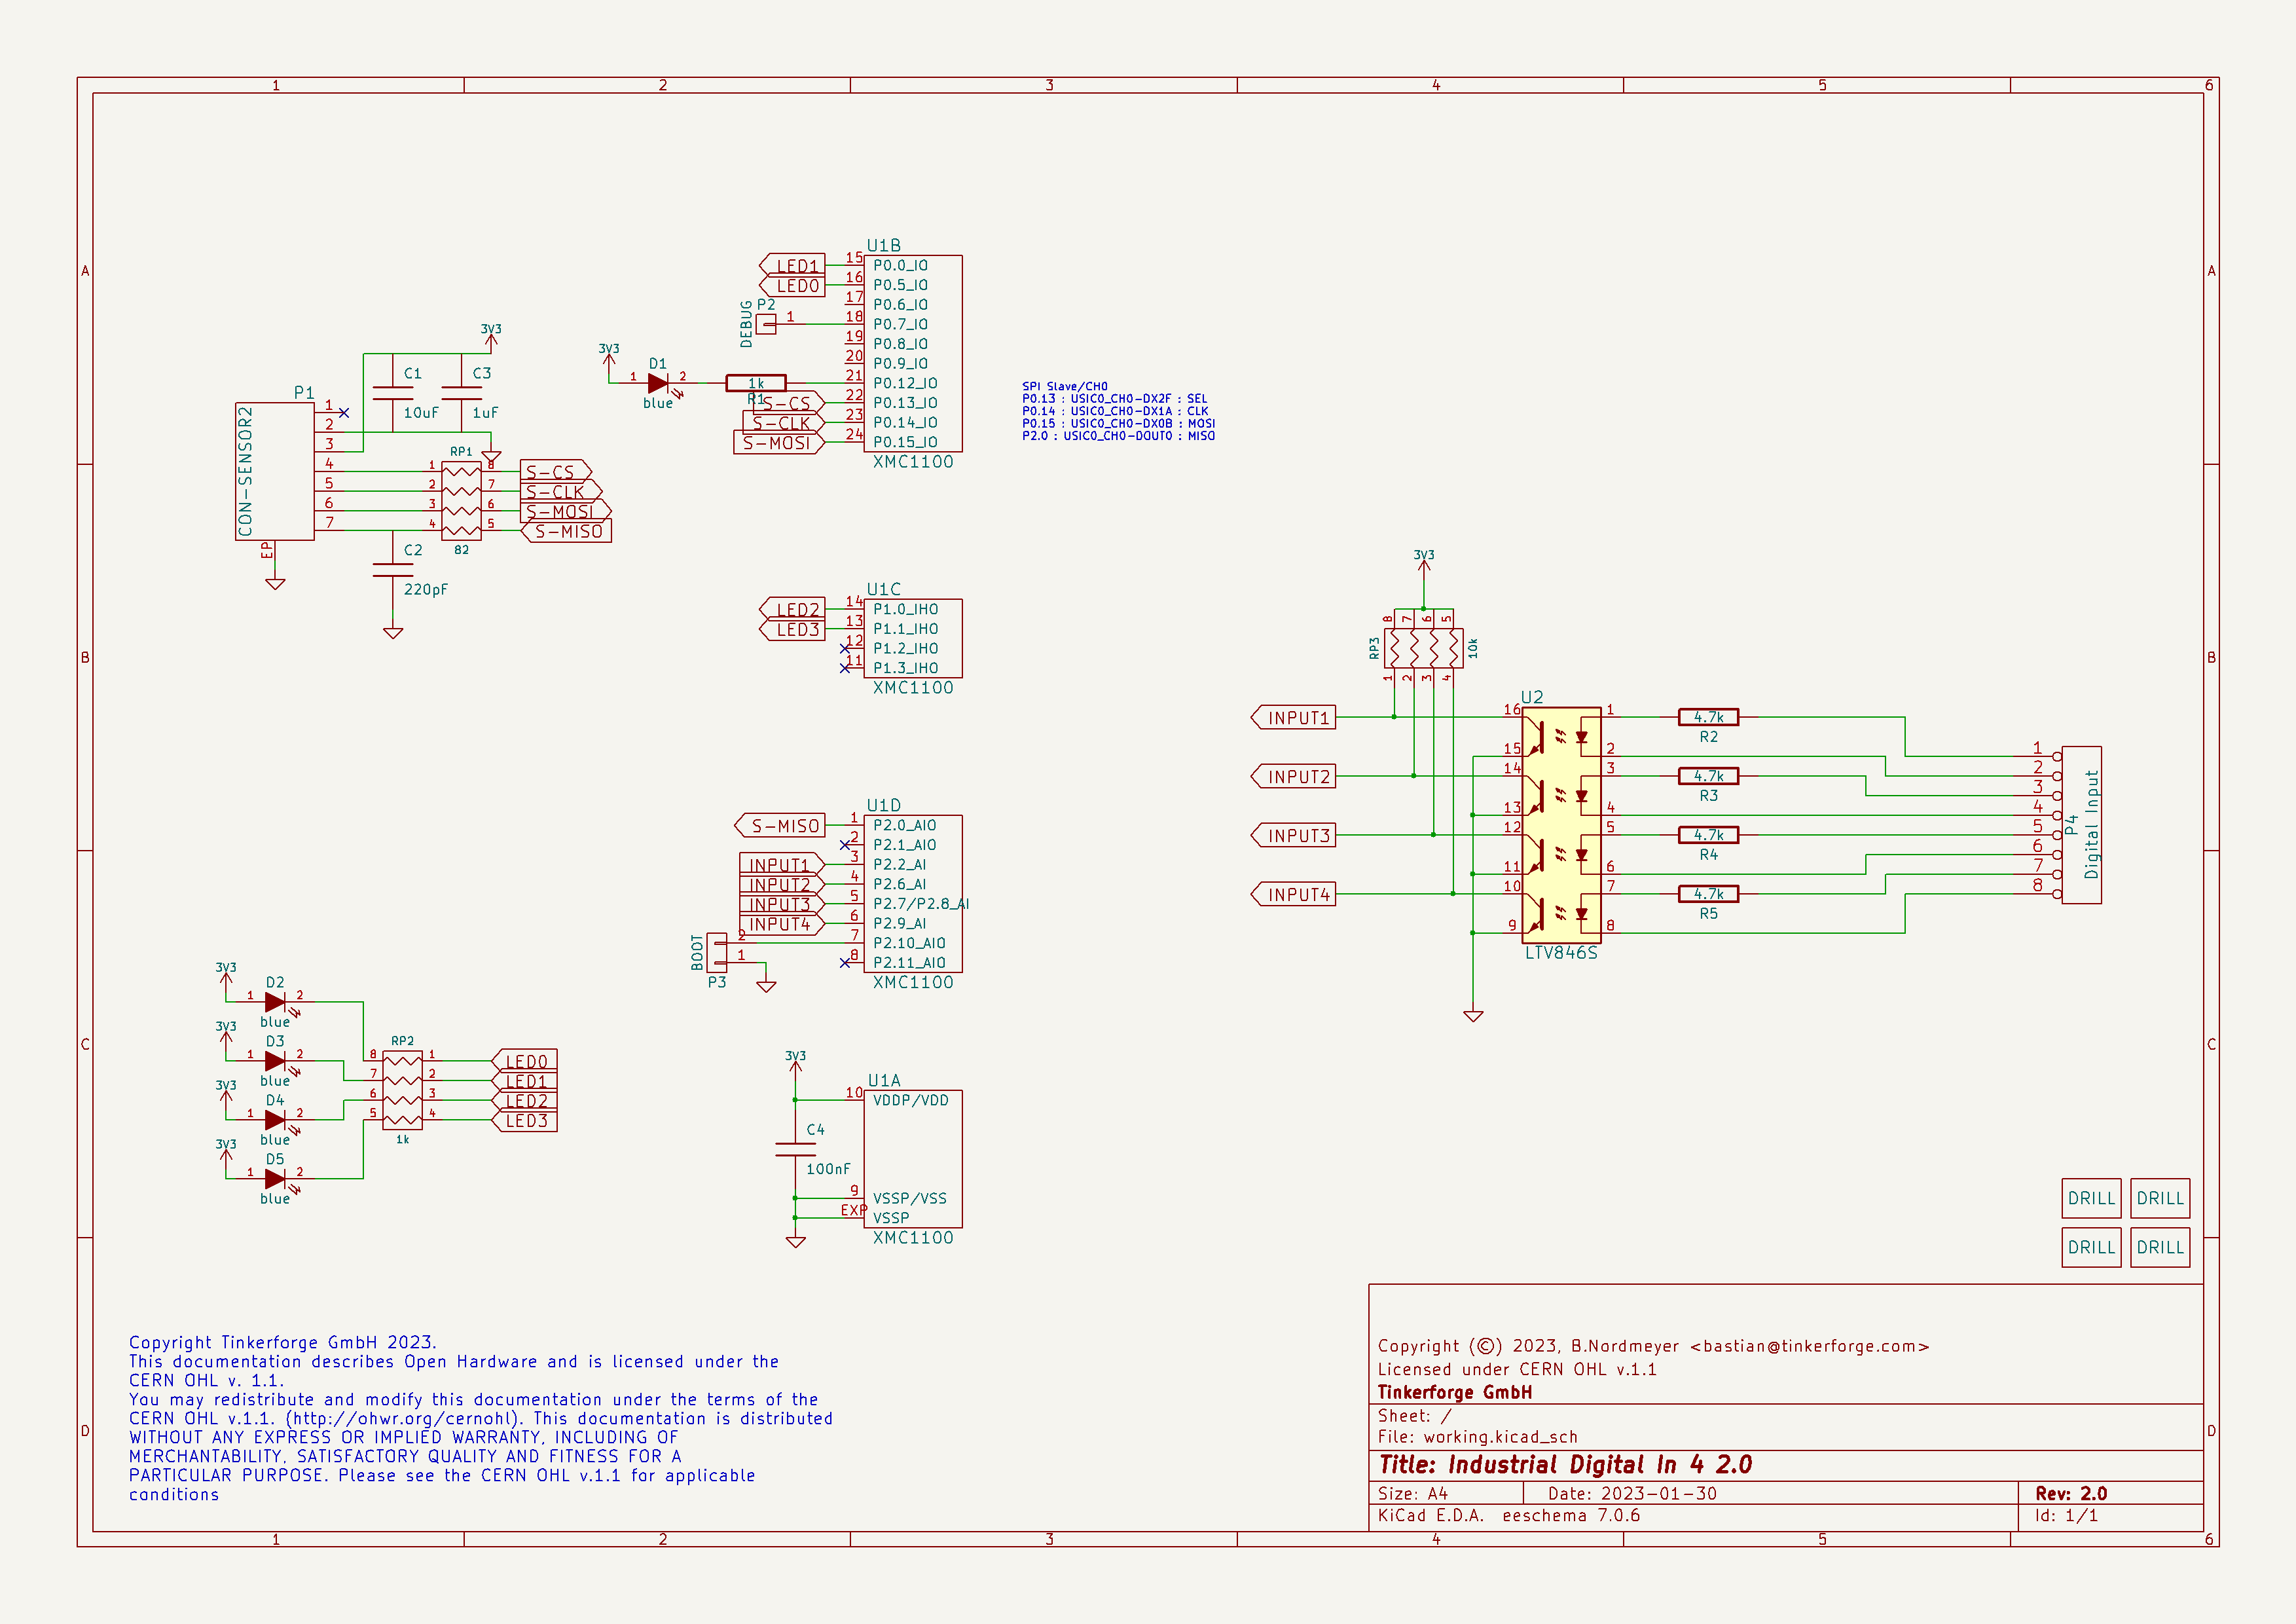 1 2 3 4 5 6
A A
B B
C C
D D
1 2 3 4 5 6
P1
CON-SENSOR2
1
2
3
4
5
6
7
EP
3V3
C1
10uF
C3
1uF
RP1
1 8
2 7
3 6
4 5
82
S-CS
S-CLK
S-MOSI
S-MISO
C2
220pF
U1B
LED1 15 P0.0_IO
LED0 16 P0.5_IO
17 P0.6_IO
DEBUG P2 1 18 P0.7_IO
19 P0.8_IO
20 P0.9_IO
3V3 1 D1 2 blue 1k R1 21 P0.12_IO
S-CS 22 P0.13_IO
S-CLK 23 P0.14_IO
S-MOSI 24 P0.15_IO
XMC1100
SPI Slave/CH0
P0.13 : USIC0_CH0-DX2F : SEL
P0.14 : USIC0_CH0-DX1A : CLK
P0.15 : USIC0_CH0-DX0B : MOSI
P2.0 : USIC0_CH0-DOUT0 : MISO
U1C
LED2 14 P1.0_IHO
LED3 13 P1.1_IHO
12 P1.2_IHO
11 P1.3_IHO
XMC1100
U1D
S-MISO 1 P2.0_AIO
2 P2.1_AIO
INPUT1 3 P2.2_AI
INPUT2 4 P2.6_AI
INPUT3 5 P2.7/P2.8_AI
INPUT4 6 P2.9_AI
2 7 P2.10_AIO
1 8 P2.11_AIO
BOOT
P3
XMC1100
3V3
U1A
10 VDDP/VDD
C4
100nF
9 VSSP/VSS
EXP VSSP
XMC1100
3V3 1 D2 2 blue
3V3 1 D3 2 blue
3V3 1 D4 2 blue
3V3 1 D5 2 blue
RP2
8 1 LED0
7 2 LED1
6 3 LED2
5 4 LED3
1k
3V3
8 7 6 5
RP3 10k
1 2 3 4
INPUT1
INPUT2
INPUT3
INPUT4
U2
16 1
15 2
14 3
13 4
12 5
11 6
10 7
9 8
LTV846S
4.7k
R2
4.7k
R3
4.7k
R4
4.7k
R5
1
2
3
4
5
6
7
8
P4
Digital Input
DRILL DRILL
DRILL DRILL
Copyright Tinkerforge GmbH 2023.
This documentation describes Open Hardware and is licensed under the
CERN OHL v. 1.1.
You may redistribute and modify this documentation under the terms of the
CERN OHL v.1.1. (http://ohwr.org/cernohl). This documentation is distributed
WITHOUT ANY EXPRESS OR IMPLIED WARRANTY, INCLUDING OF
MERCHANTABILITY, SATISFACTORY QUALITY AND FITNESS FOR A
PARTICULAR PURPOSE. Please see the CERN OHL v.1.1 for applicable
conditions
Copyright (©) 2023, B.Nordmeyer <bastian@tinkerforge.com>
Licensed under CERN OHL v.1.1
Tinkerforge GmbH
Sheet: /
File: working.kicad_sch
Title: Industrial Digital In 4 2.0
Size: A4 Date: 2023-01-30 Rev: 2.0
KiCad E.D.A. eeschema 7.0.6 Id: 1/1